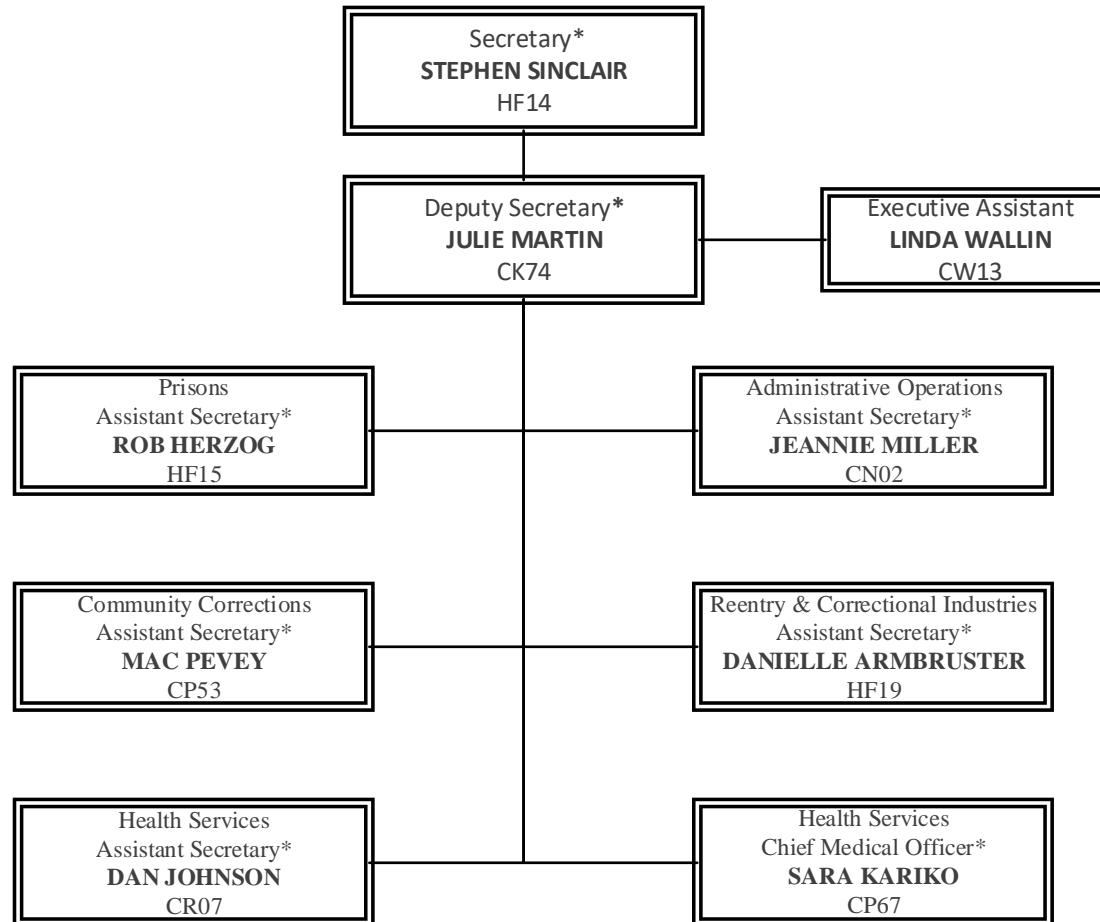 Secretary*
STEPHEN SINCLAIR
HF14
Deputy Secretary*
JULIE MARTIN
CK74
Executive Assistant
LINDA WALLIN
CW13
Prisons
Assistant Secretary*
ROB HERZOG
HF15
Administrative Operations
Assistant Secretary*
JEANNIE MILLER
CN02
Community Corrections
Assistant Secretary*
MAC PEVEY
CP53
Reentry & Correctional Industries
Assistant Secretary*
DANIELLE ARMBRUSTER
HF19
Health Services
Assistant Secretary*
DAN JOHNSON
CR07
Health Services
Chief Medical Officer*
SARA KARIKO
CP67